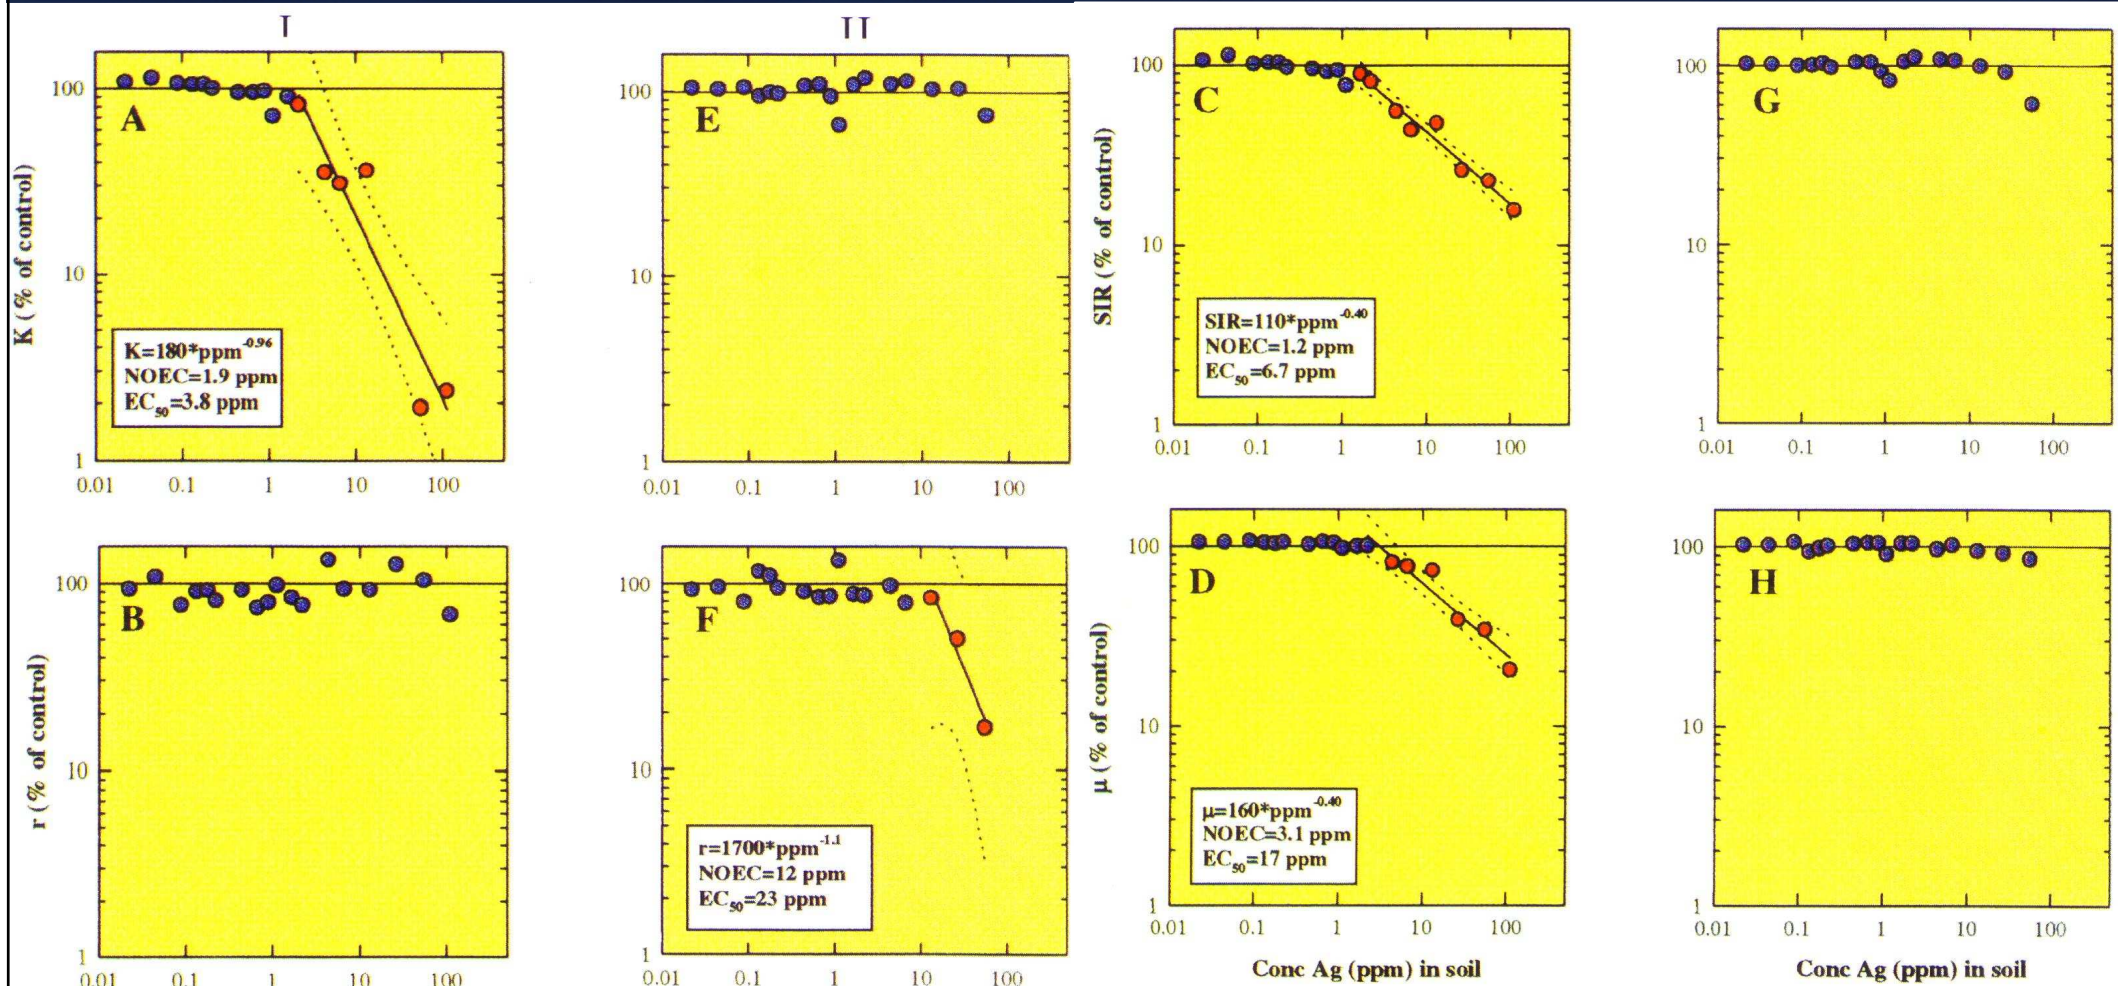 I
II
100
10
1
K (% of control)
A
K=180*ppm^-0.96
NOEC=1.9 ppm
EC50=3.8 ppm
0.01 0.1 1 10 100
100
10
1
E
0.01 0.1 1 10 100
100
10
1
SIR (% of control)
C
SIR=110*ppm^-0.40
NOEC=1.2 ppm
EC50=6.7 ppm
0.01 0.1 1 10 100
100
10
1
G
0.01 0.1 1 10 100
100
10
1
r (% of control)
B
0.01 0.1 1 10 100
100
10
1
F
r=1700*ppm^-1.1
NOEC=12 ppm
EC50=23 ppm
0.01 0.1 1 10 100
100
10
1
μ (% of control)
D
μ=160*ppm^-0.40
NOEC=3.1 ppm
EC50=17 ppm
0.01 0.1 1 10 100
Conc Ag (ppm) in soil
100
10
1
H
0.01 0.1 1 10 100
Conc Ag (ppm) in soil